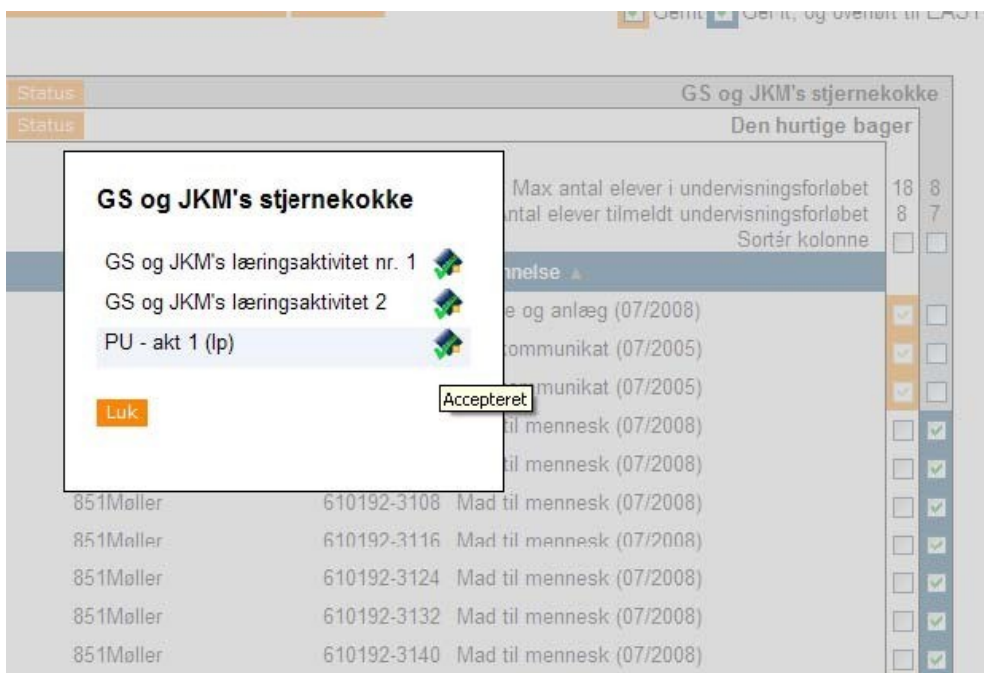 Gemt Gemt, og overført til EASY
Status GS og JKM's stjernekokke
Status Den hurtige bager
GS og JKM's stjernekokke
GS og JKM's læringsaktivitet nr. 1
GS og JKM's læringsaktivitet 2
PU - akt 1 (lp)
Accepteret
Luk
Max antal elever i undervisningsforløbet 18 8
Antal elever tilmeldt undervisningsforløbet 8 7
Sortér kolonne
e og anlæg (07/2008)
kommunikat (07/2005)
munikat (07/2005)
til mennesk (07/2008)
til mennesk (07/2008)
851Møller 610192-3108 Mad til mennesk (07/2008)
851Møller 610192-3116 Mad til mennesk (07/2008)
851Møller 610192-3124 Mad til mennesk (07/2008)
851Møller 610192-3132 Mad til mennesk (07/2008)
851Møller 610192-3140 Mad til mennesk (07/2008)